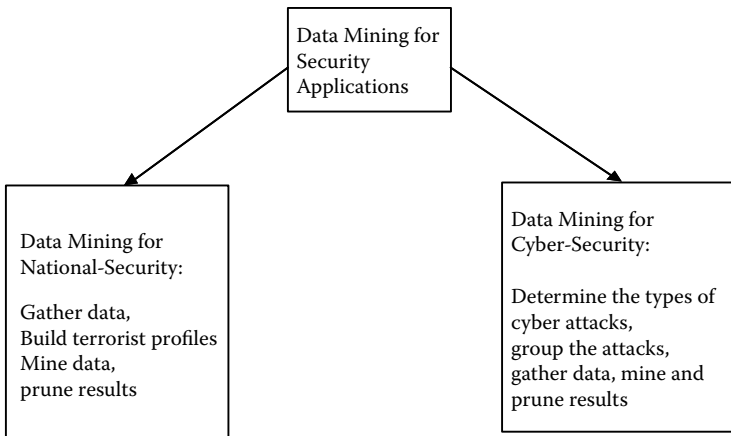 Data Mining for
Security
Applications
Data Mining for
National-Security:
Gather data,
Build terrorist profiles
Mine data,
prune results
Data Mining for
Cyber-Security:
Determine the types of
cyber attacks,
group the attacks,
gather data, mine and
prune results